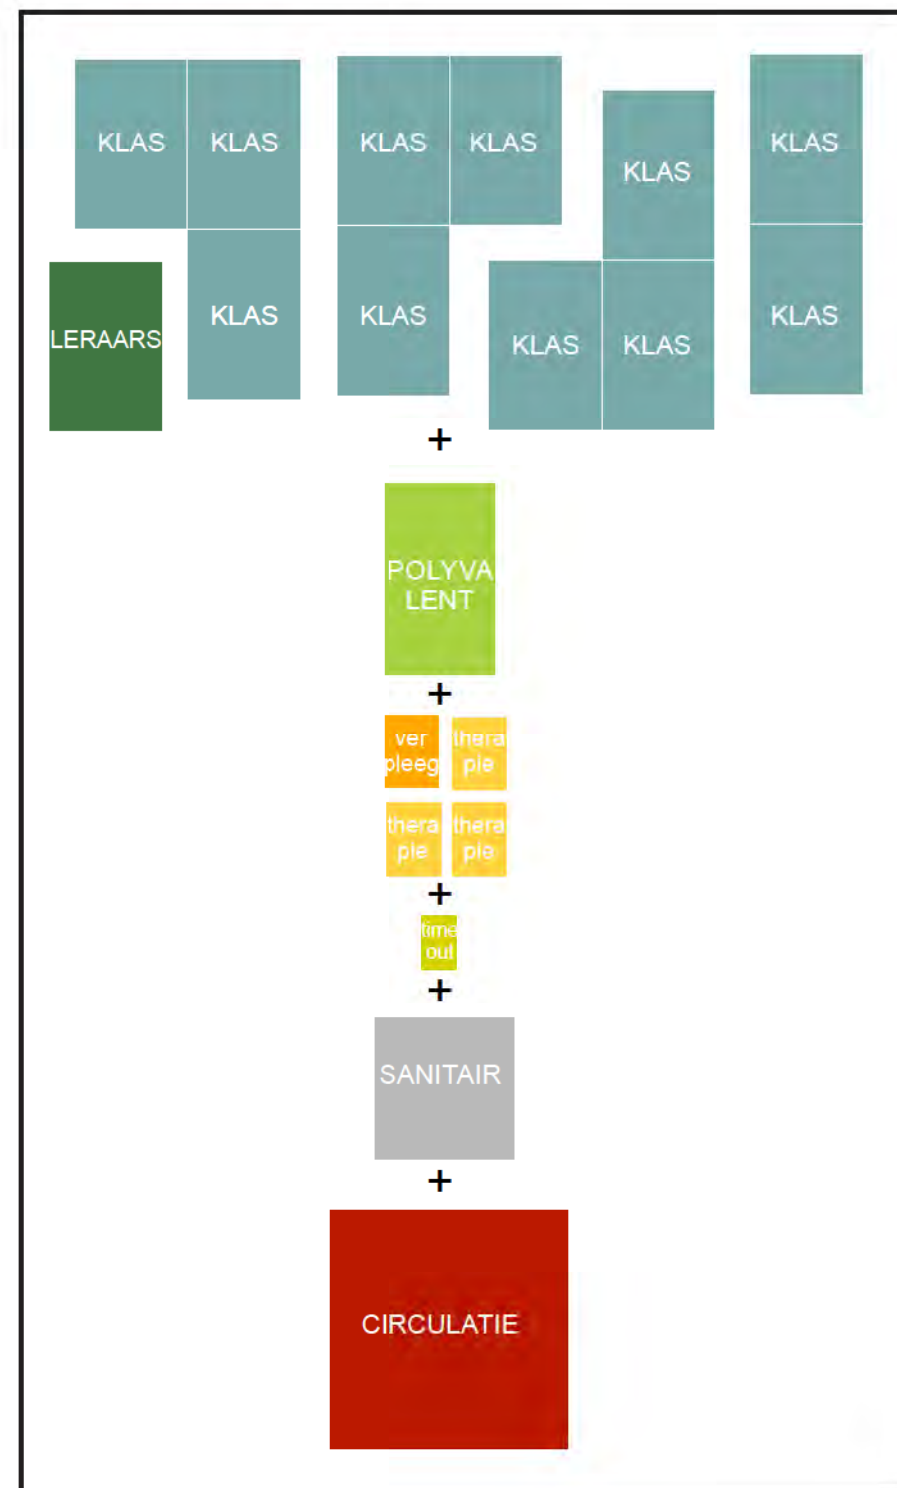 KLAS KLAS KLAS KLAS KLAS KLAS
KLAS KLAS KLAS KLAS KLAS
LERAARS
+
POLYVA
LENT
+
ver
pleeg
thera
pie
thera
pie
thera
pie
+
time
out
+
SANITAIR
+
CIRCULATIE